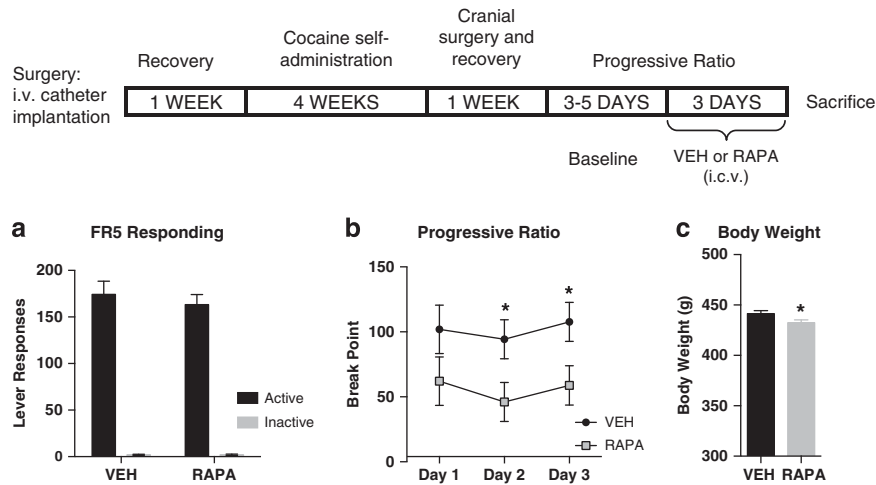 Surgery:
i.v. catheter
implantation
Recovery
Cocaine self-
administration
Cranial
surgery and
recovery
Progressive Ratio
1 WEEK
4 WEEKS
1 WEEK
3-5 DAYS
3 DAYS
Sacrifice
Baseline
VEH or RAPA
(i.c.v.)
a
FR5 Responding
Lever Responses
200
150
100
50
0
VEH
RAPA
Active
Inactive
b
Progressive Ratio
Break Point
150
100
50
0
*
*
Day 1
Day 2
Day 3
VEH
RAPA
c
Body Weight
Body Weight (g)
500
450
400
350
300
*
VEH
RAPA